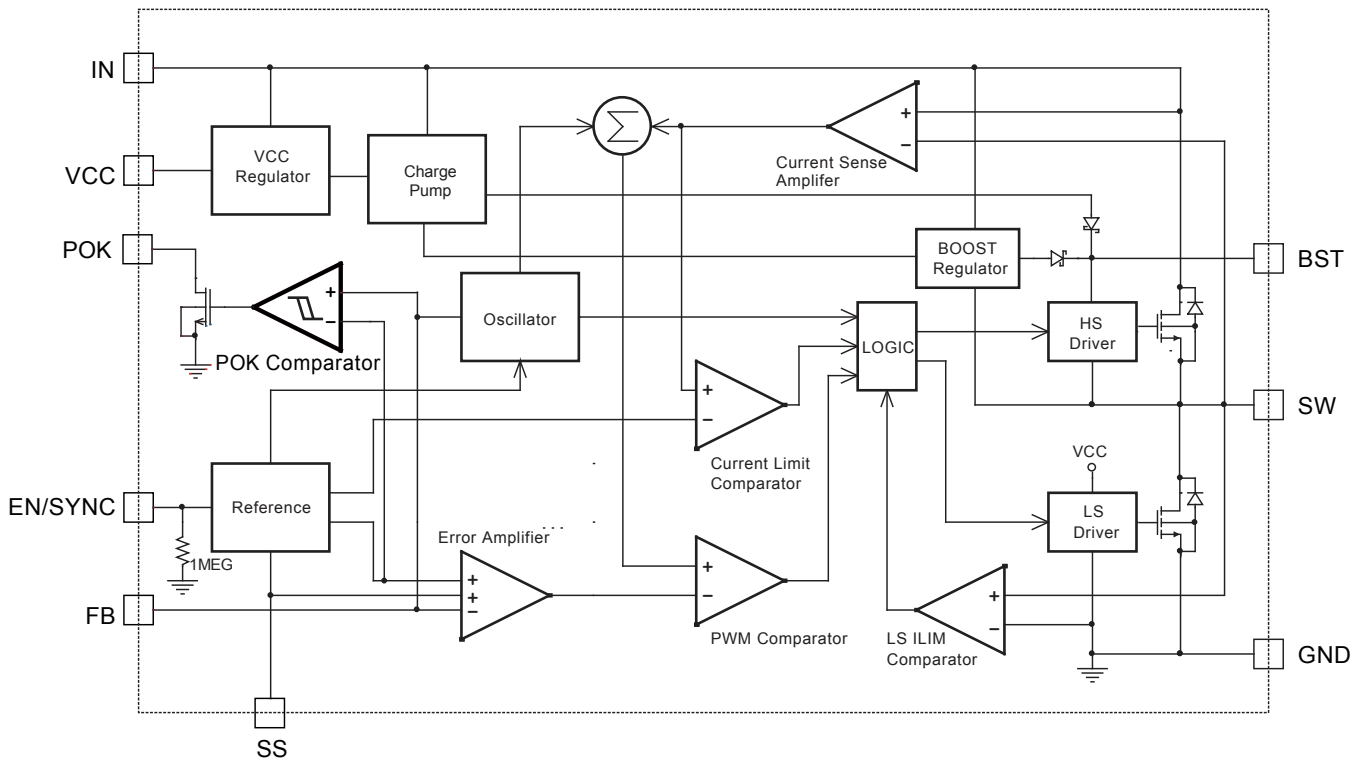 IN
VCC
POK
EN/SYNC
FB
SS
BST
SW
GND
VCC
Regulator
Charge
Pump
Σ
+
−
Current Sense
Amplifer
BOOST
Regulator
+
−
POK Comparator
Oscillator
LOGIC
HS
Driver
+
−
Current Limit
Comparator
Reference
1MEG
Error Amplifier
+
+
−
+
−
PWM Comparator
VCC
LS
Driver
+
−
LS ILIM
Comparator